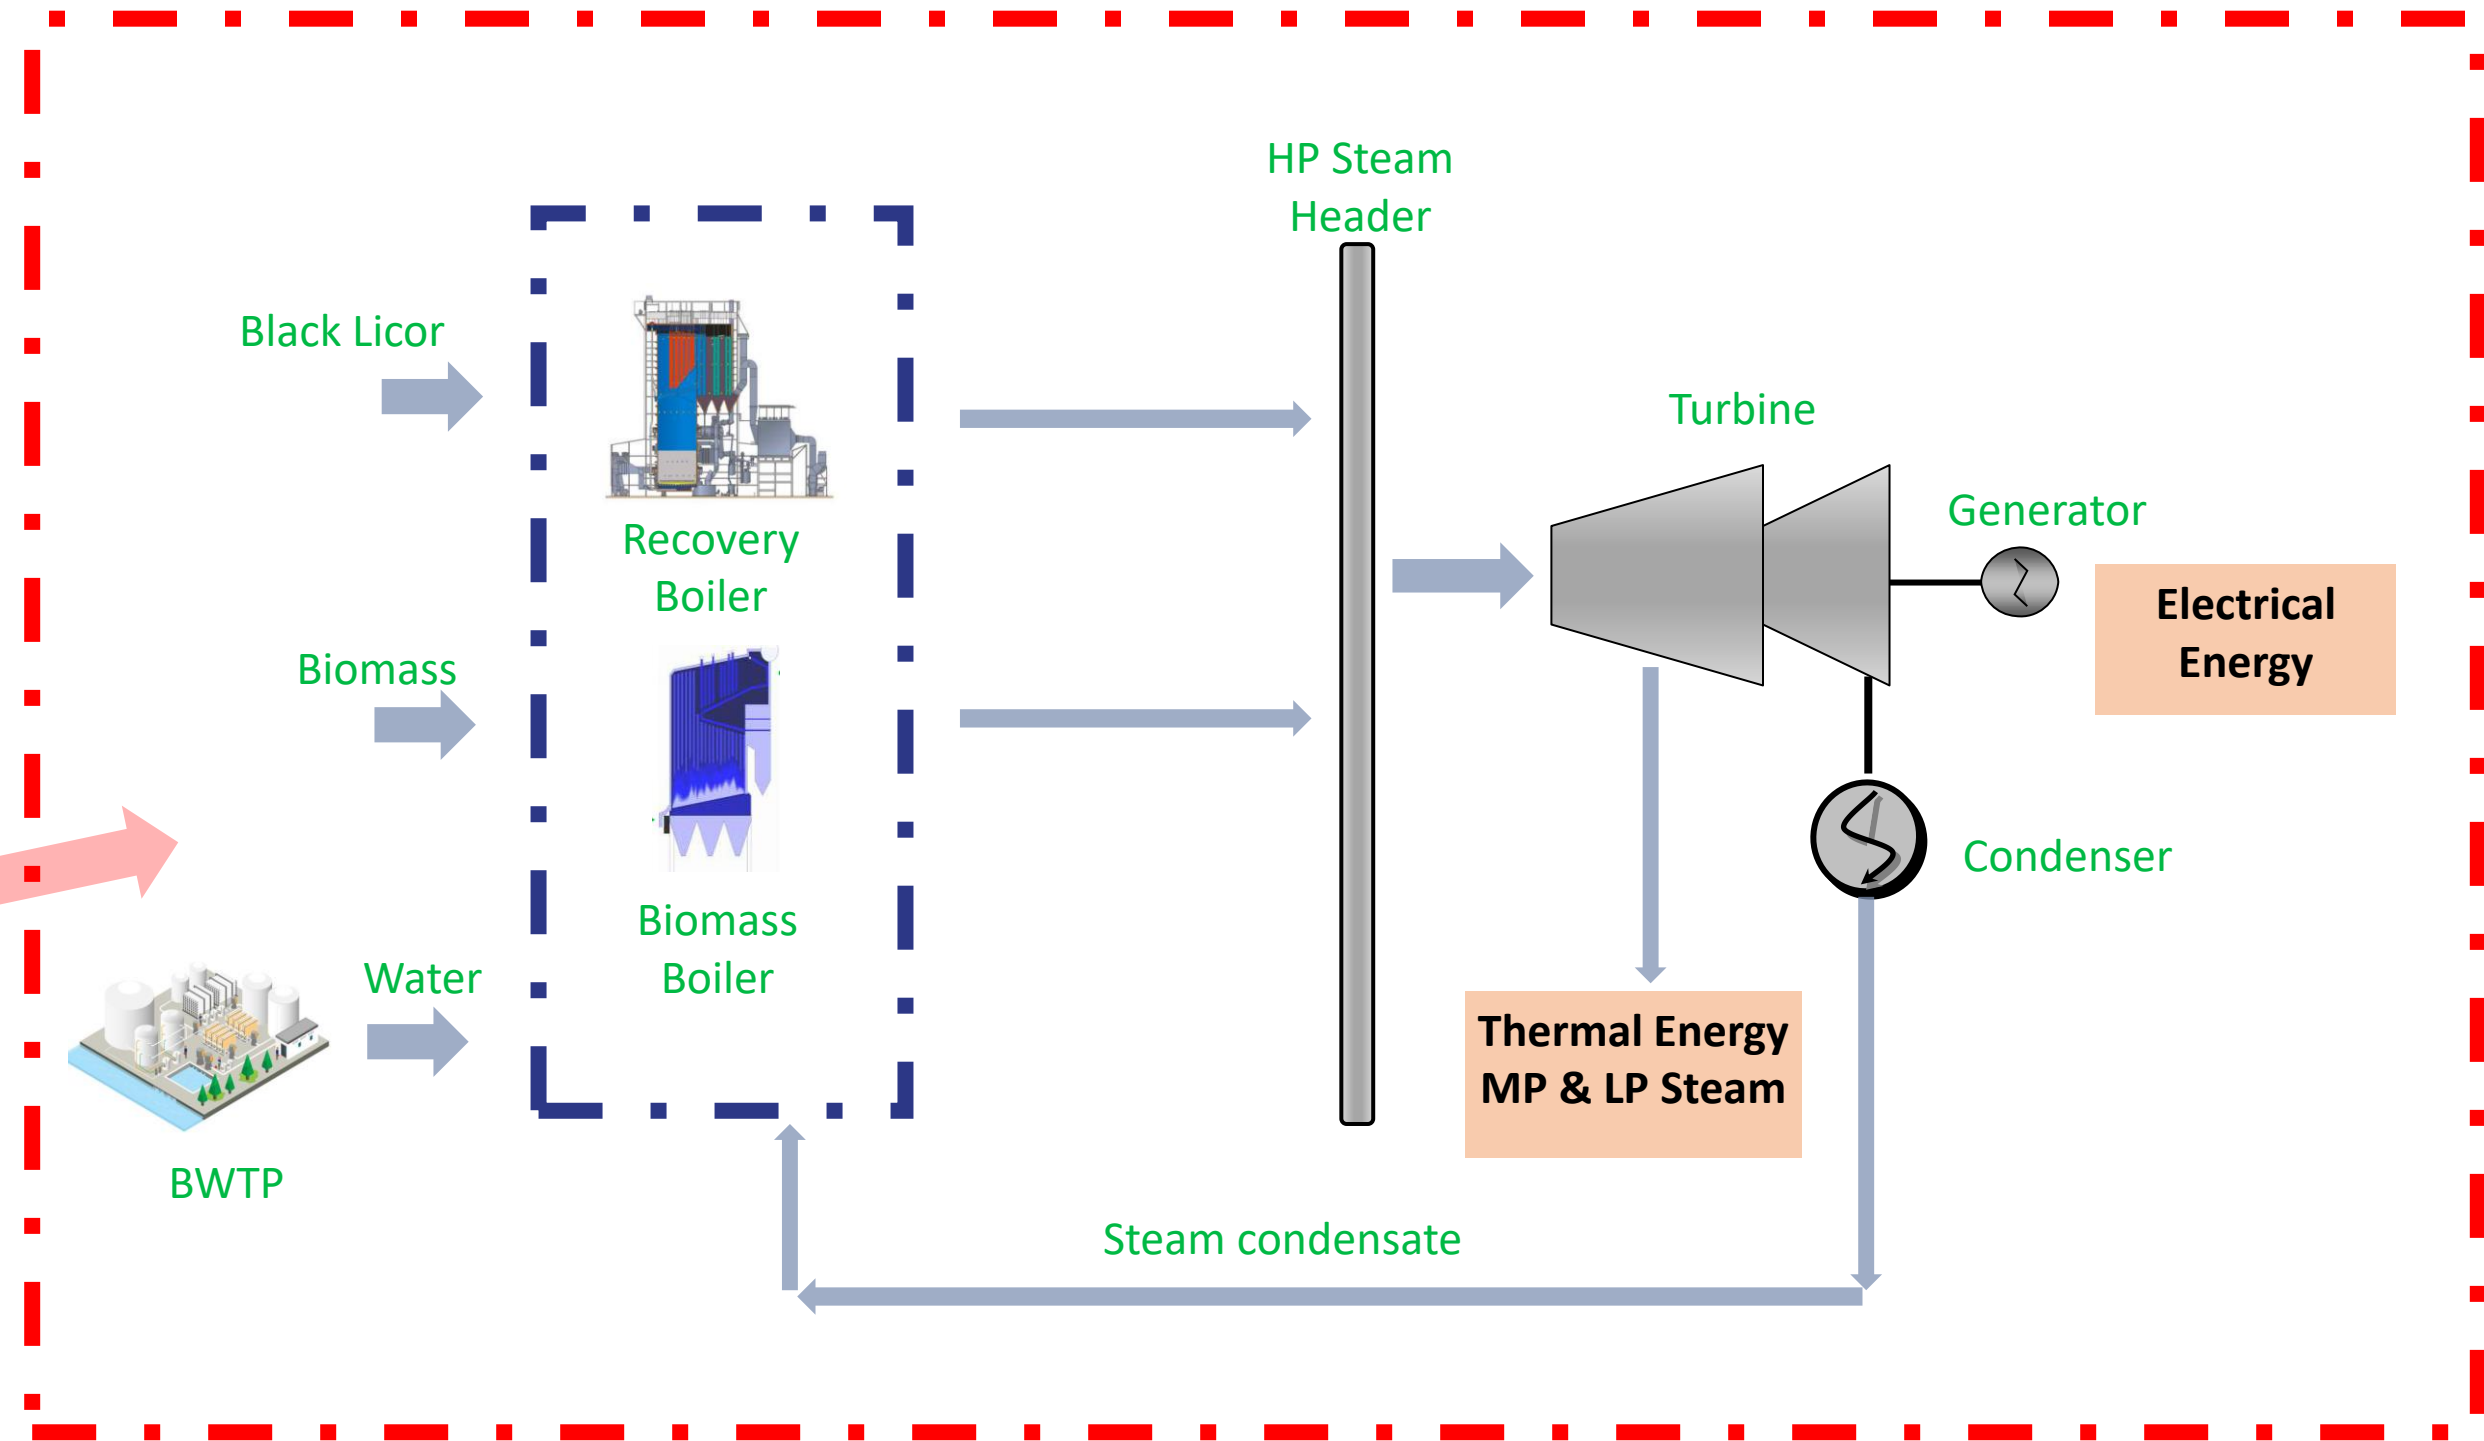 HP Steam
Header
Black Licor
Turbine
Generator
Recovery
Boiler
Electrical
Energy
Biomass
Condenser
Biomass
Boiler
Water
Thermal Energy
MP & LP Steam
BWTP
Steam condensate